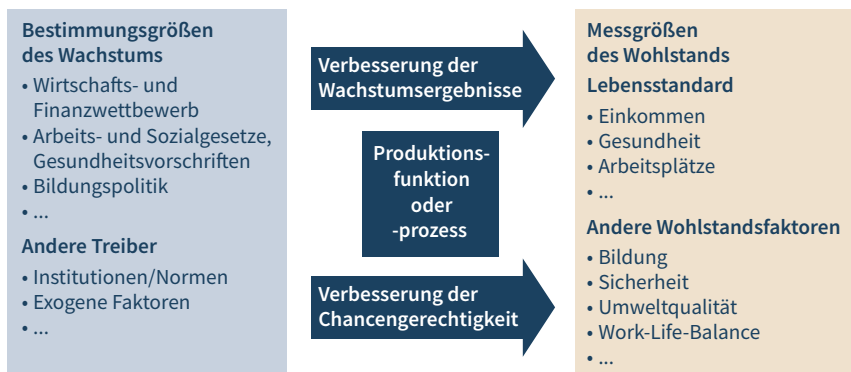 Bestimmungsgrößen
des Wachstums
• Wirtschafts- und
Finanzwettbewerb
• Arbeits- und Sozialgesetze,
Gesundheitsvorschriften
• Bildungspolitik
• ...
Andere Treiber
• Institutionen/Normen
• Exogene Faktoren
• ...
Verbesserung der
Wachstumsergebnisse
Produktions-
funktion
oder
-prozess
Verbesserung der
Chancengerechtigkeit
Messgrößen
des Wohlstands
Lebensstandard
• Einkommen
• Gesundheit
• Arbeitsplätze
• ...
Andere Wohlstandsfaktoren
• Bildung
• Sicherheit
• Umweltqualität
• Work-Life-Balance
• ...